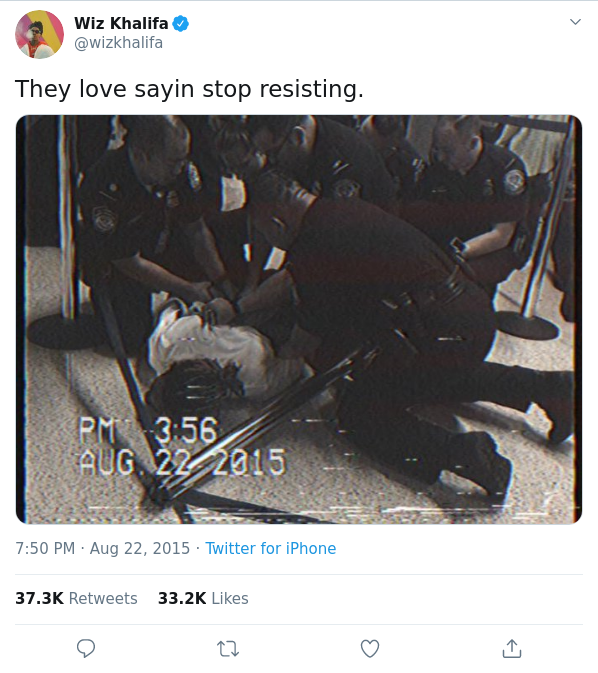 Wiz Khalifa
@wizkhalifa
They love sayin stop resisting.
PM 3:56
AUG. 22 2015
7:50 PM · Aug 22, 2015 · Twitter for iPhone
37.3K Retweets 33.2K Likes